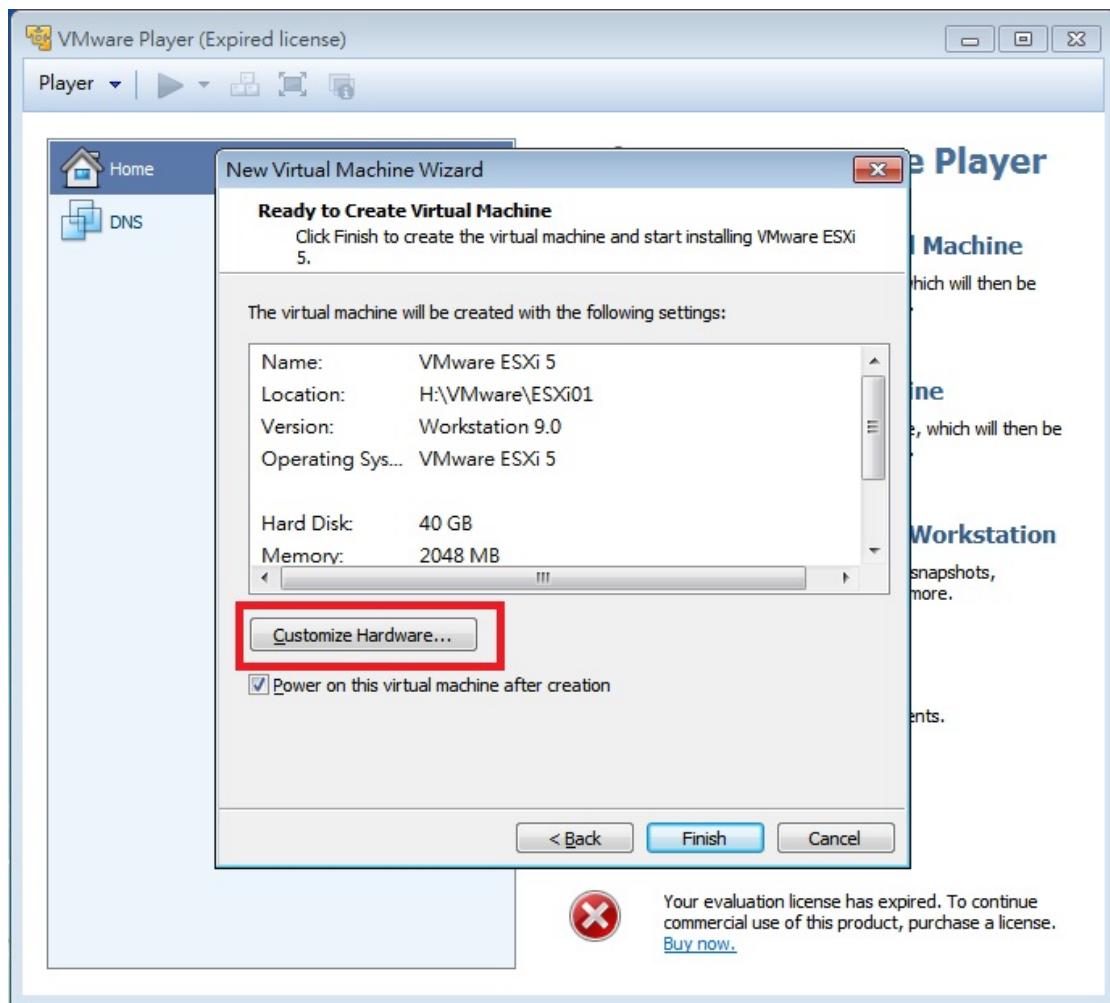 VMware Player (Expired license)
Player
Home
DNS
e Player
New Virtual Machine Wizard
Ready to Create Virtual Machine
Click Finish to create the virtual machine and start installing VMware ESXi
5.
The virtual machine will be created with the following settings:
Name: VMware ESXi 5
Location: H:\VMware\ESXi01
Version: Workstation 9.0
Operating Sys... VMware ESXi 5
Hard Disk: 40 GB
Memory: 2048 MB
Customize Hardware...
Power on this virtual machine after creation
< Back
Finish
Cancel
Machine
which will then be
ine
e, which will then be
Workstation
snapshots,
more.
ents.
Your evaluation license has expired. To continue
commercial use of this product, purchase a license.
Buy now.